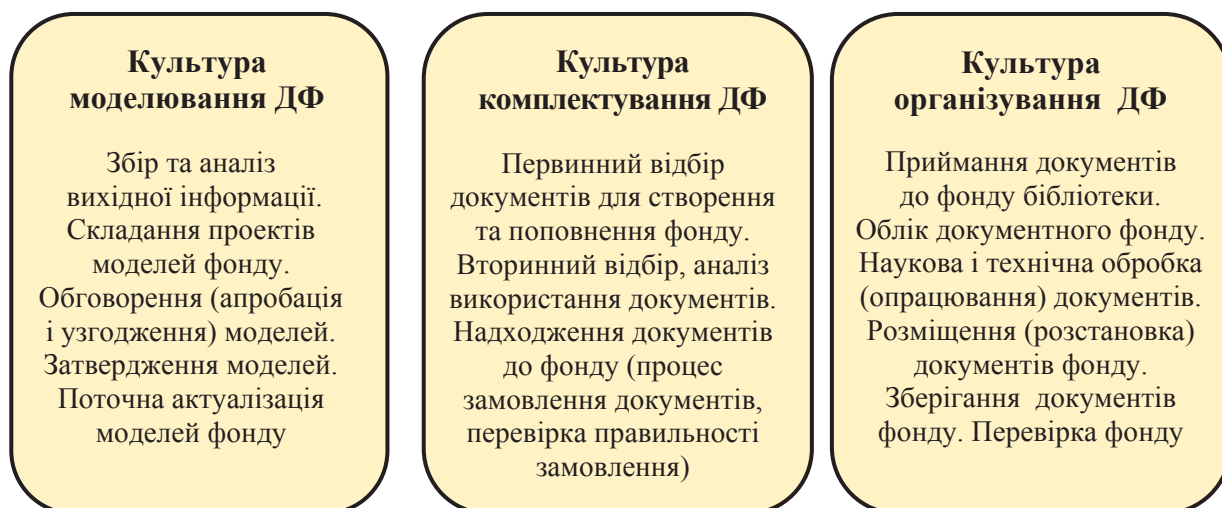 Культура
моделювання ДФ
Збір та аналіз
вихідної інформації.
Складання проектів
моделей фонду.
Обговорення (апробація
і узгодження) моделей.
Затвердження моделей.
Поточна актуалізація
моделей фонду
Культура
комплектування ДФ
Первинний відбір
документів для створення
та поповнення фонду.
Вторинний відбір, аналіз
використання документів.
Надходження документів
до фонду (процес
замовлення документів,
перевірка правильності
замовлення)
Культура
організування ДФ
Приймання документів
до фонду бібліотеки.
Облік документного фонду.
Наукова і технічна обробка
(опрацювання) документів.
Розміщення (розстановка)
документів фонду.
Зберігання документів
фонду. Перевірка фонду